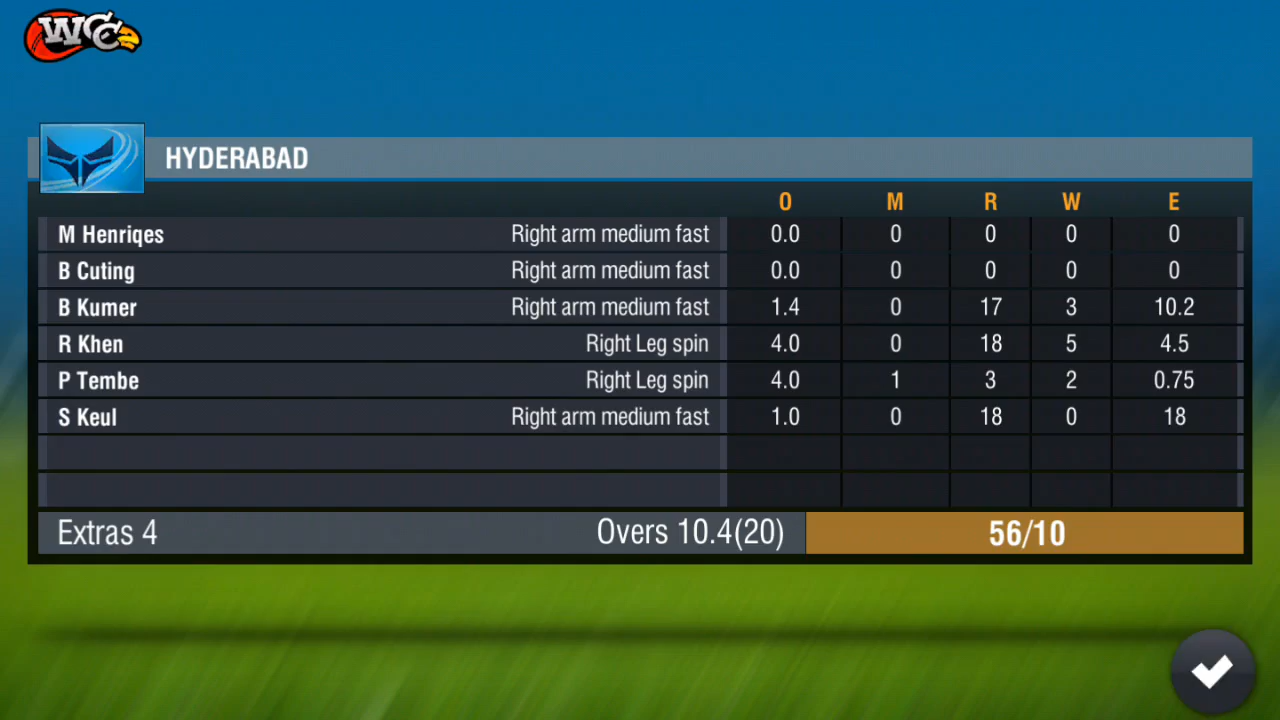 WCC
HYDERABAD
O M R W E
M Henriqes Right arm medium fast 0.0 0 0 0 0
B Cuting Right arm medium fast 0.0 0 0 0 0
B Kumer Right arm medium fast 1.4 0 17 3 10.2
R Khen Right Leg spin 4.0 0 18 5 4.5
P Tembe Right Leg spin 4.0 1 3 2 0.75
S Keul Right arm medium fast 1.0 0 18 0 18
Extras 4 Overs 10.4(20) 56/10